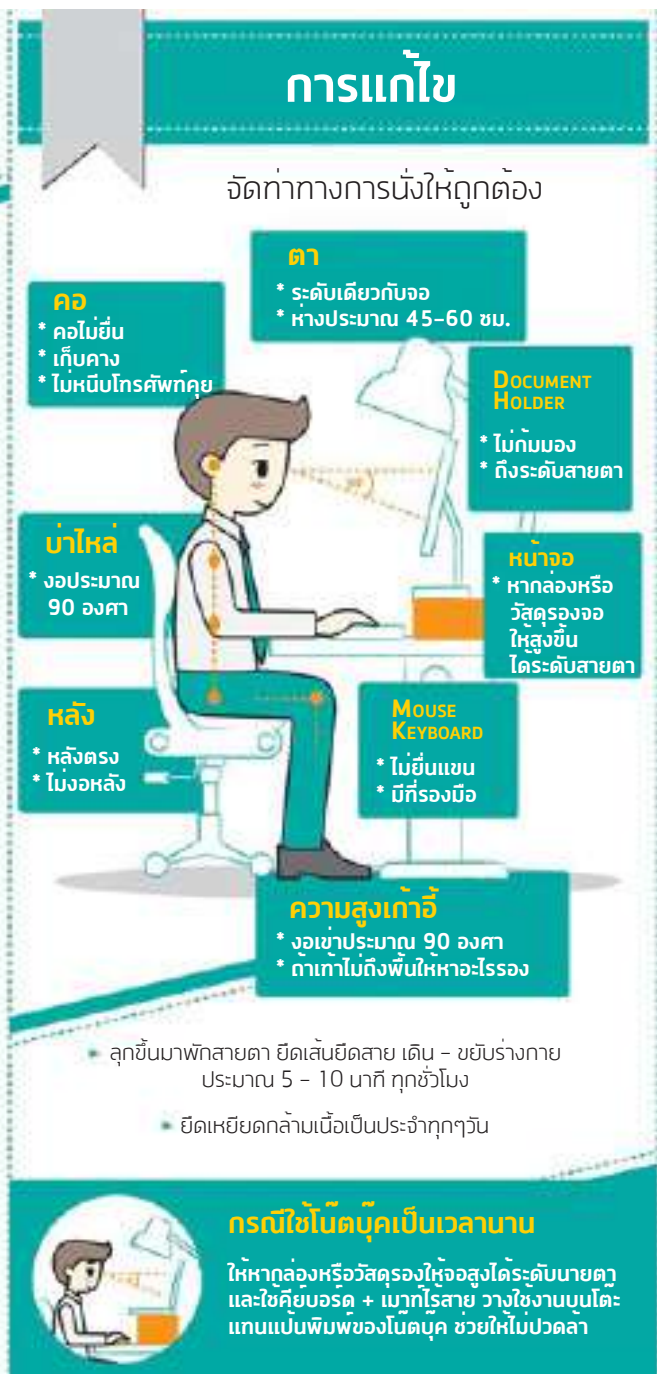 การแก้ไข
จัดท่าทางการนั่งให้ถูกต้อง
ตา
* ระดับเดียวกับจอ
* ห่างประมาณ 45-60 ซม.
คอ
* คอไม่ยื่น
* เก็บคาง
* ไม่หนีบโทรศัพท์คุย
DOCUMENT
HOLDER
* ไม่ก้มมอง
* ถึงระดับสายตา
บ่าไหล่
* งอประมาณ
90 องศา
หน้าจอ
* หากล่องหรือ
วัสดุรองจอ
ให้สูงขึ้น
ได้ระดับสายตา
หลัง
* หลังตรง
* ไม่งอหลัง
MOUSE
KEYBOARD
* ไม่ยื่นแขน
* มีที่รองมือ
ความสูงเก้าอี้
* งอเข่าประมาณ 90 องศา
* ถ้าเท้าไม่ถึงพื้นให้หาอะไรรอง
ลุกขึ้นมาพักสายตา ยืดเส้นยืดสาย เดิน - ขยับร่างกาย
ประมาณ 5 - 10 นาที ทุกชั่วโมง
ยืดเหยียดกล้ามเนื้อเป็นประจำทุกๆวัน
กรณีใช้โน๊ตบุ๊คเป็นเวลานาน
ให้หากล่องหรือวัสดุรองให้จอสูงได้ระดับนายตา
และใช้คีย์บอร์ด + เมาท์ไร้สาย วางใช้งานบนโต๊ะ
แทนแป้นพิมพ์ของโน๊ตบุ๊ค ช่วยให้ไม่ปวดล้า